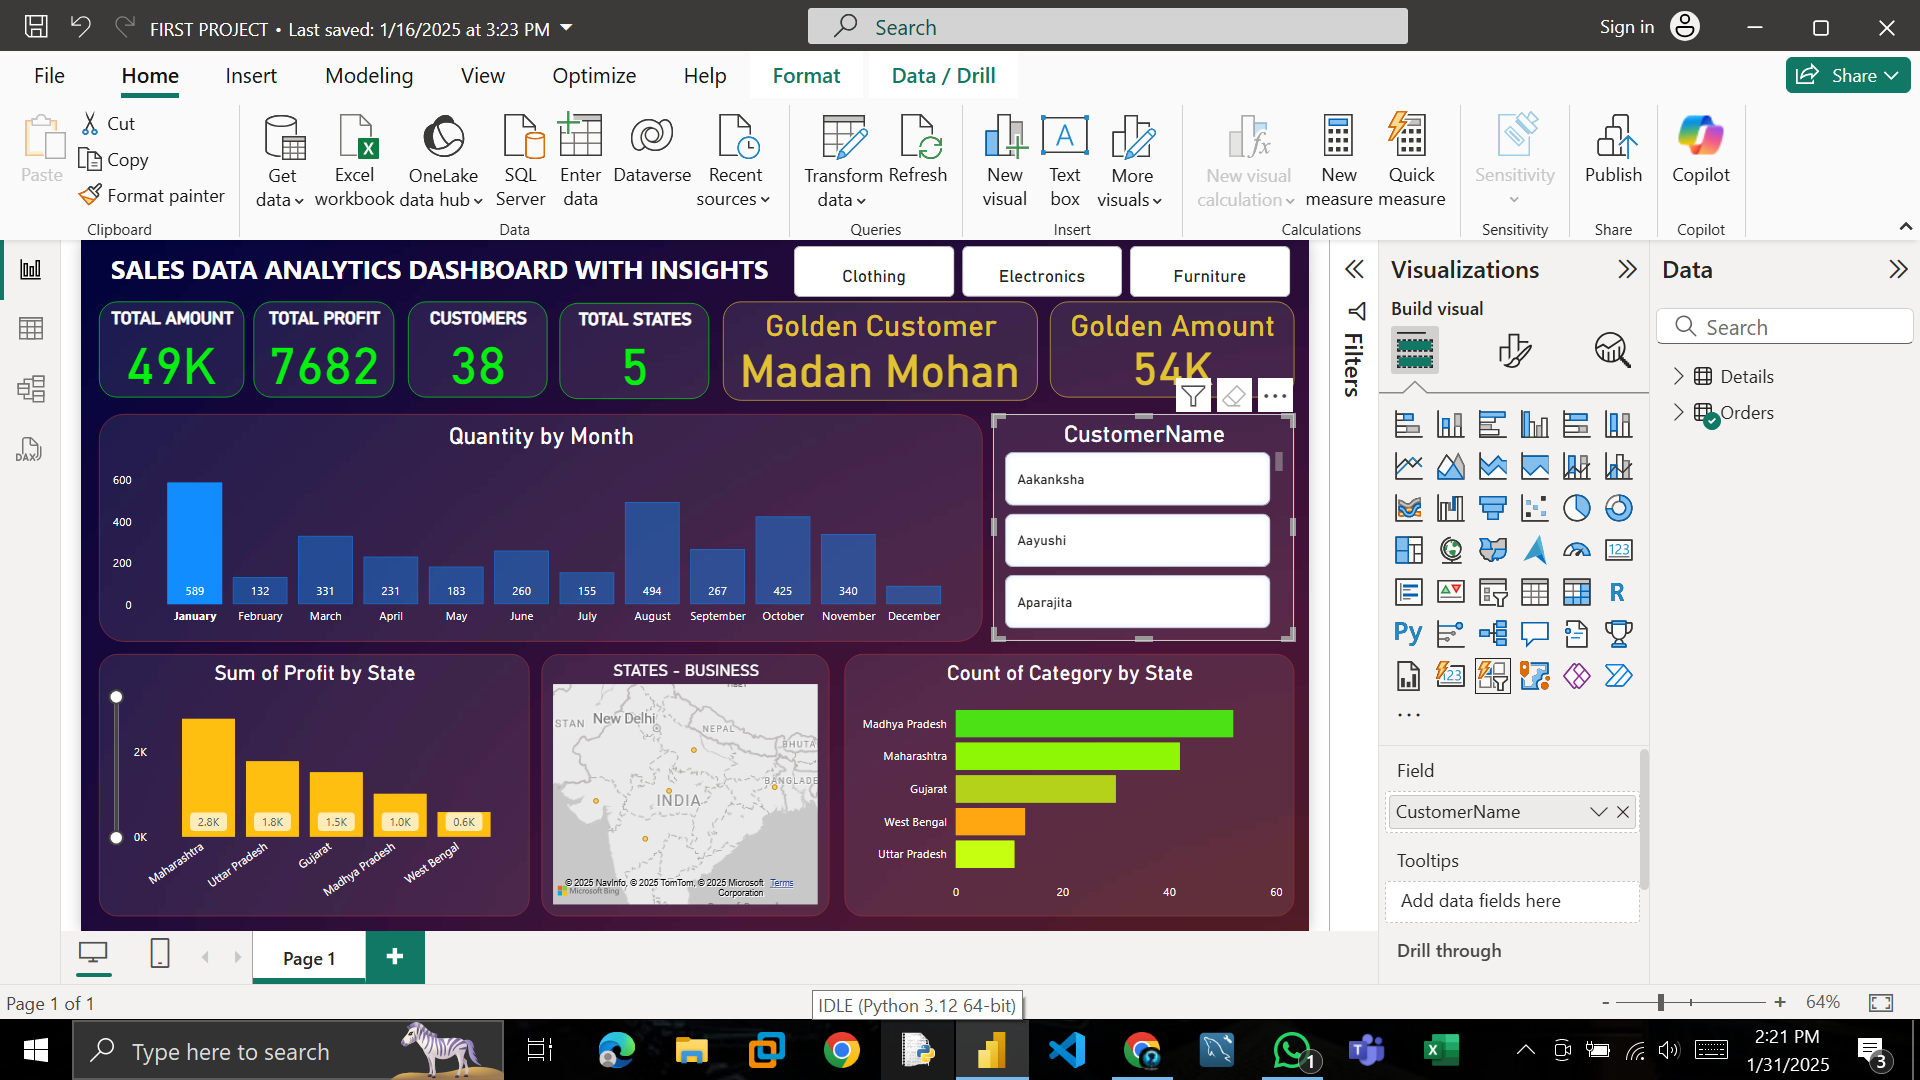 FIRST PROJECT • Last saved: 1/16/2025 at 3:23 PM
Search
Sign in
File
Home
Insert
Modeling
View
Optimize
Help
Format
Data / Drill
Share
Paste
Cut
Copy
Format painter
Clipboard
Get data
Excel workbook
OneLake data hub
SQL Server
Enter data
Dataverse
Recent sources
Data
Transform data
Refresh
Queries
New visual
Text box
More visuals
Insert
New visual calculation
New measure
Quick measure
Calculations
Sensitivity
Sensitivity
Publish
Share
Copilot
Copilot
SALES DATA ANALYTICS DASHBOARD WITH INSIGHTS
Clothing
Electronics
Furniture
TOTAL AMOUNT
49K
TOTAL PROFIT
7682
CUSTOMERS
38
TOTAL STATES
5
Golden Customer
Madan Mohan
Golden Amount
54K
Quantity by Month
600
400
200
0
589
132
331
231
183
260
155
494
267
425
340
January
February
March
April
May
June
July
August
September
October
November
December
CustomerName
Aakanksha
Aayushi
Aparajita
Sum of Profit by State
2K
0K
2.8K
1.8K
1.5K
1.0K
0.6K
Maharashtra
Uttar Pradesh
Gujarat
Madhya Pradesh
West Bengal
STATES - BUSINESS
STAN
New Delhi
NEPAL
BHUTA
BANGLADE
INDIA
© 2025 NavInfo, © 2025 TomTom, © 2025 Microsoft Corporation
Terms
Microsoft Bing
Count of Category by State
Madhya Pradesh
Maharashtra
Gujarat
West Bengal
Uttar Pradesh
0
20
40
60
Filters
Visualizations
Build visual
123
R
Py
123
Field
CustomerName
Tooltips
Add data fields here
Drill through
Data
Search
Details
Orders
DAX
Page 1
Page 1 of 1
IDLE (Python 3.12 64-bit)
64%
Type here to search
1
2:21 PM
1/31/2025
3